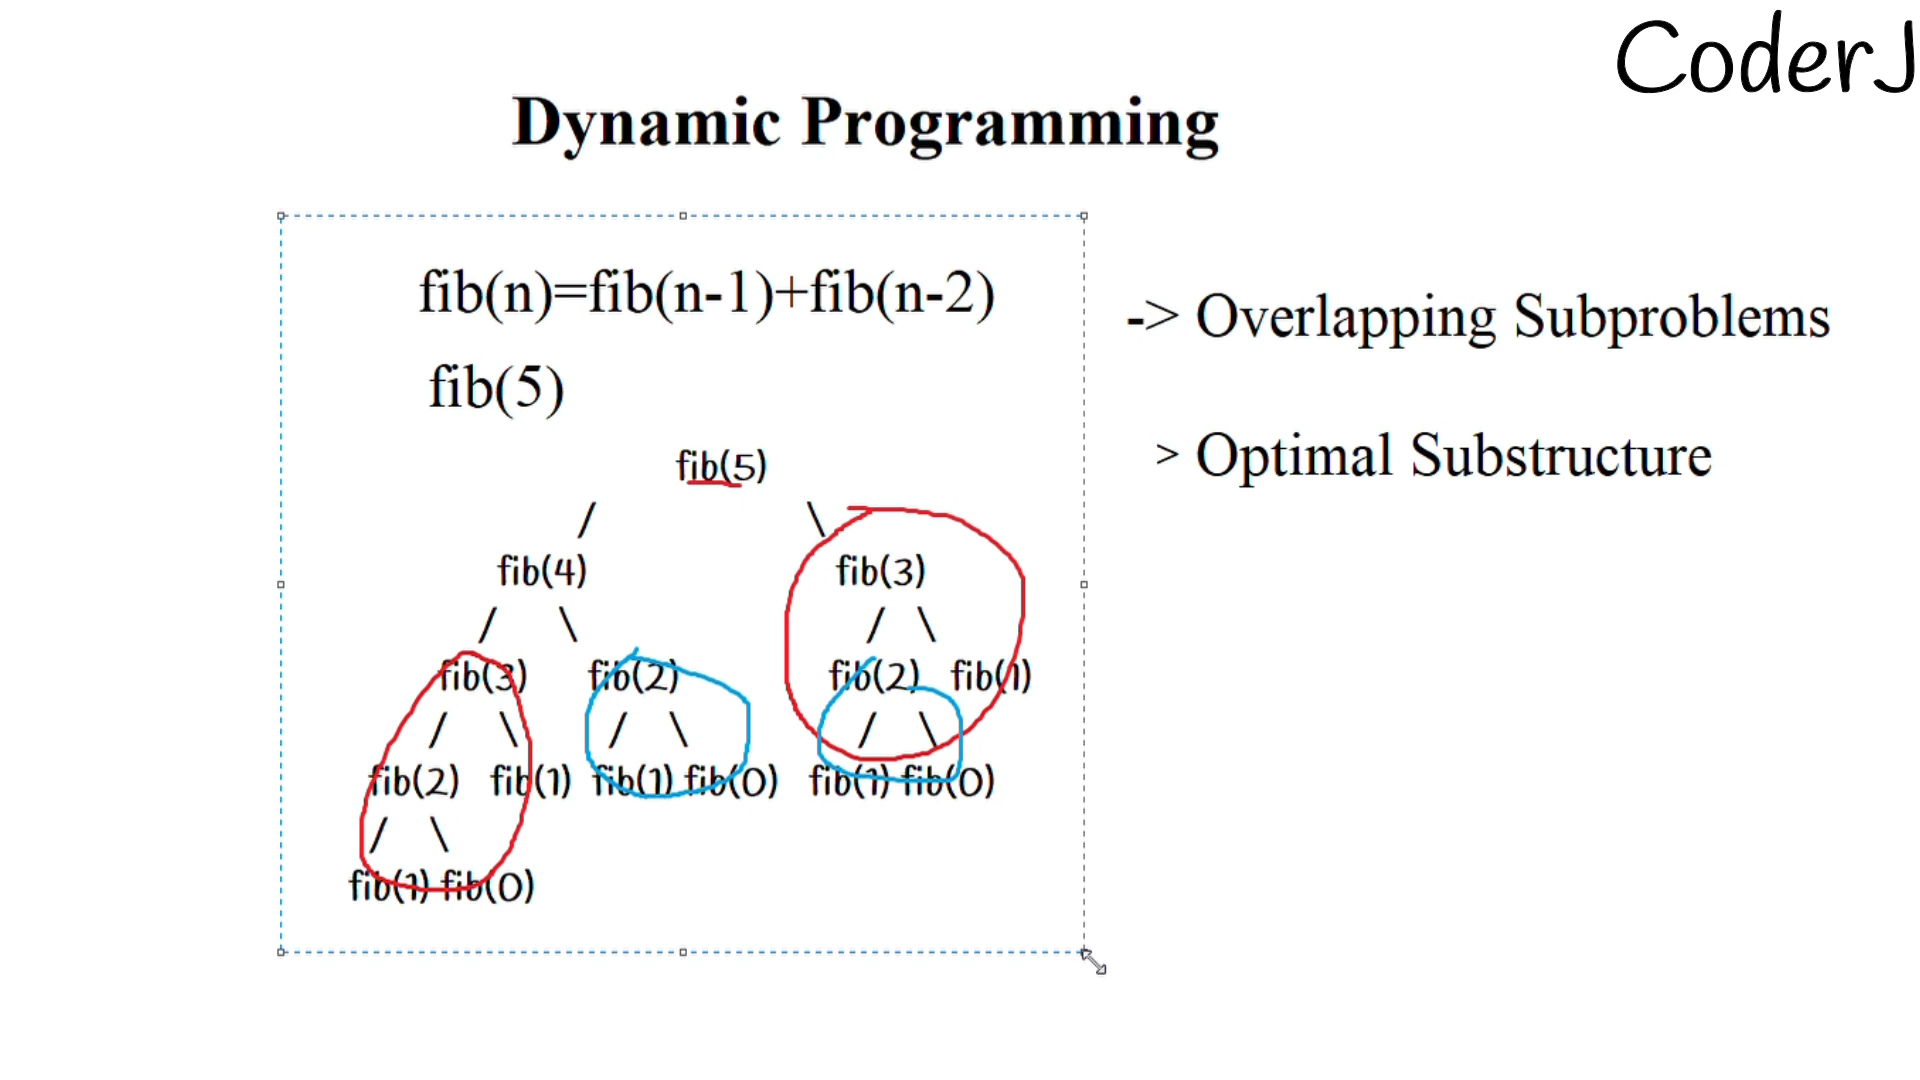 CoderJ
Dynamic Programming
fib(n)=fib(n-1)+fib(n-2)
fib(5)
-> Overlapping Subproblems
> Optimal Substructure
fib(5)
/ \
fib(4) fib(3)
/ \ / \
fib(3) fib(2) fib(2) fib(1)
/ \ / \ / \
fib(2) fib(1) fib(1) fib(0) fib(1) fib(0)
/ \
fib(1) fib(0)